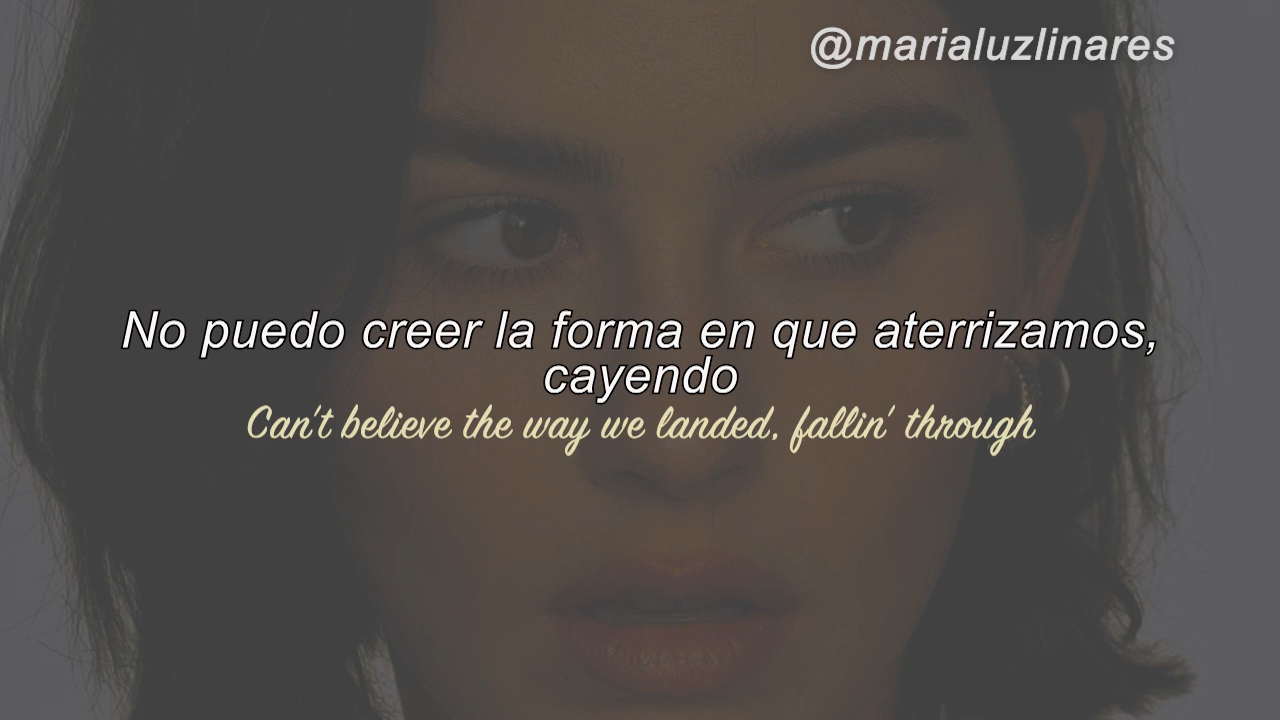 @marialuzlinares
No puedo creer la forma en que aterrizamos,
cayendo
Can't believe the way we landed, fallin' through